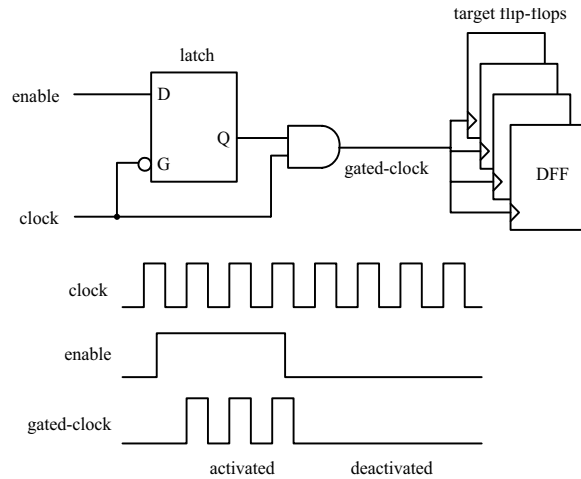 target flip-flops
latch
enable
D
Q
G
DFF
gated-clock
clock
clock
enable
gated-clock
activated
deactivated